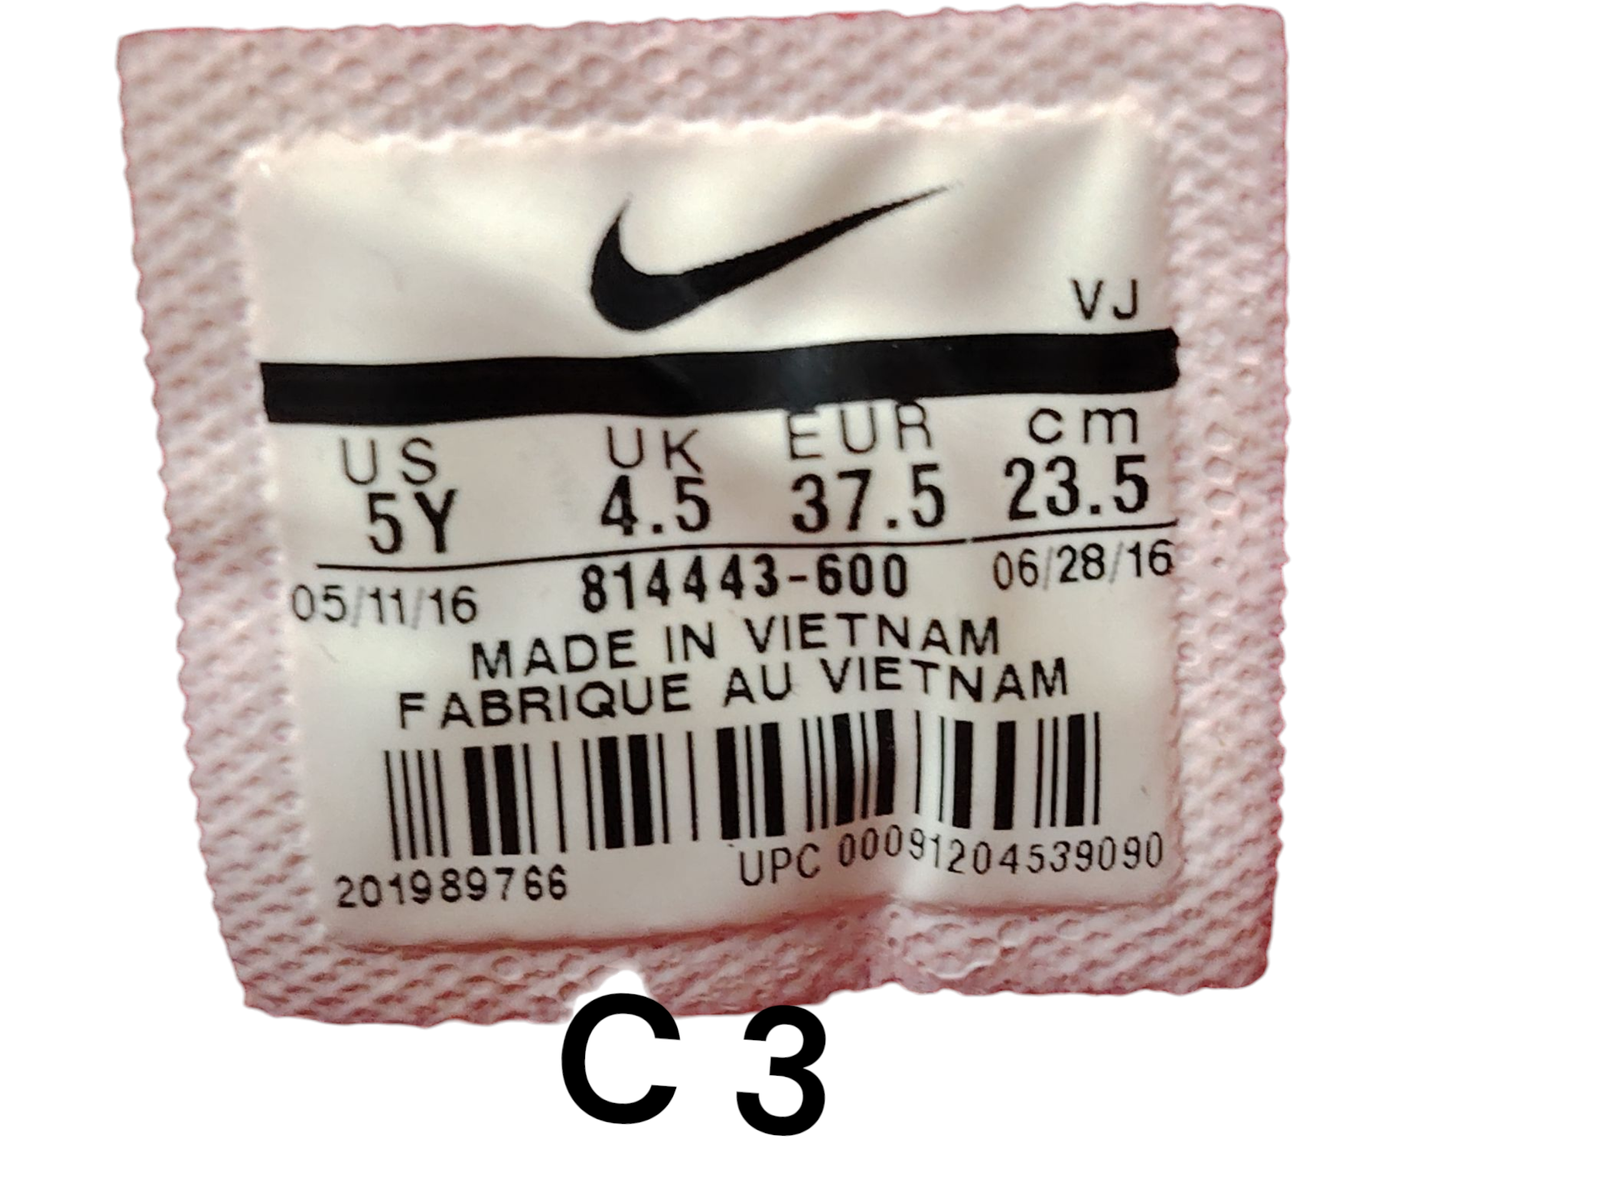 VJ
US UK EUR cm
5Y 4.5 37.5 23.5
05/11/16 814443-600 06/28/16
MADE IN VIETNAM
FABRIQUE AU VIETNAM
201989766 UPC 00091204539090
C 3